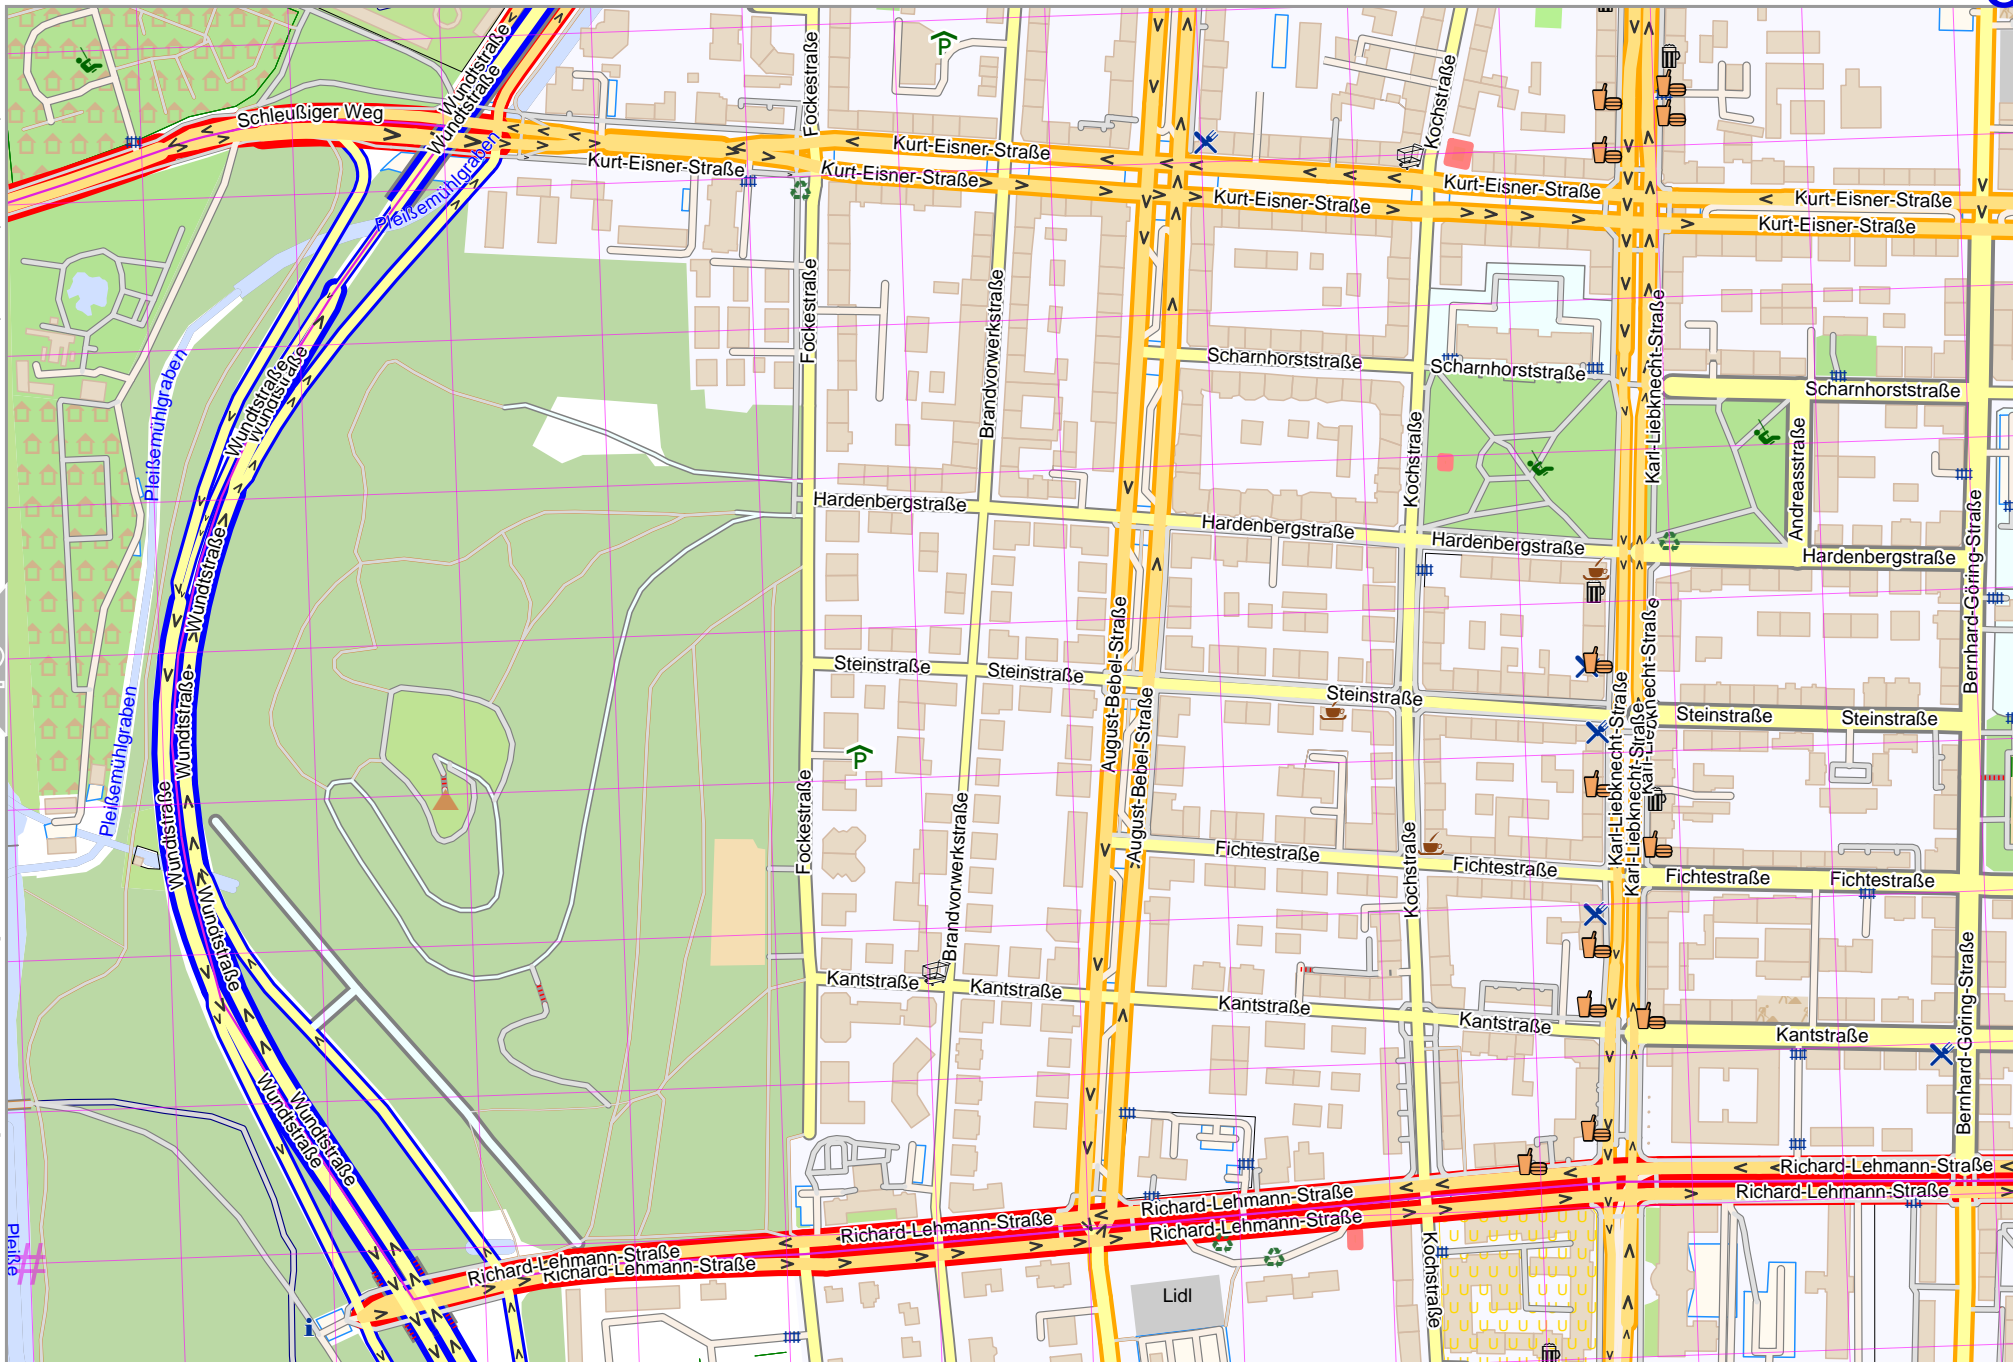 Wundtstraße
Wundtstraße
Schleußiger Weg
Fockestraße
Kochstraße
Kurt-Eisner-Straße
Kurt-Eisner-Straße
Kurt-Eisner-Straße
Kurt-Eisner-Straße
Kurt-Eisner-Straße
Kurt-Eisner-Straße
Kurt-Eisner-Straße
Pleißemühlgraben
P
Fockestraße
Brandvorwerkstraße
Karl-Liebknecht-Straße
Scharnhorststraße
Scharnhorststraße
Scharnhorststraße
Pleißemühlgraben
Wundtstraße
Wundtstraße
Kochstraße
Andreasstraße
Hardenbergstraße
Hardenbergstraße
Hardenbergstraße
Hardenbergstraße
Bernhard-Göring-Straße
Wundtstraße
August-Bebel-Straße
Karl-Liebknecht-Straße
Steinstraße
Steinstraße
Steinstraße
Steinstraße
Steinstraße
Pleißemühlgraben
Wundtstraße
Wundtstraße
P
Fockestraße
Brandvorwerkstraße
August-Bebel-Straße
Kochstraße
Karl-Liebknecht-Straße
Karl-Liebknecht-Straße
Fichtestraße
Fichtestraße
Fichtestraße
Fichtestraße
Wundtstraße
Kantstraße
Kantstraße
Kantstraße
Kantstraße
Kantstraße
Bernhard-Göring-Straße
Wundtstraße
Wundtstraße
Richard-Lehmann-Straße
Richard-Lehmann-Straße
Richard-Lehmann-Straße
Richard-Lehmann-Straße
Richard-Lehmann-Straße
Richard-Lehmann-Straße
Richard-Lehmann-Straße
Pleiße
#
Kochstraße
Lidl
i